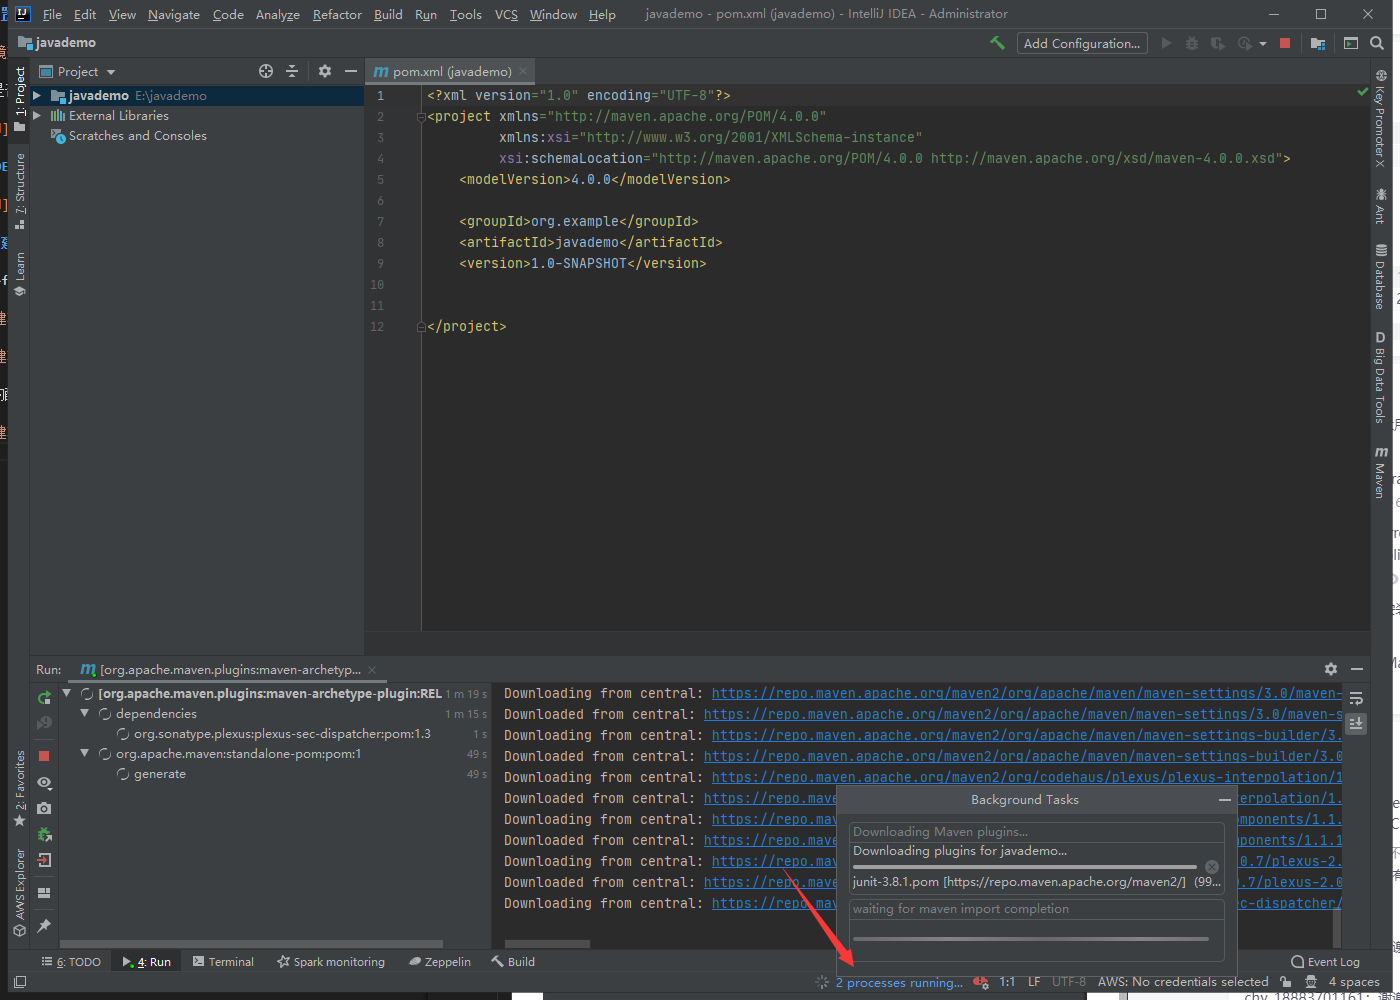 File Edit View Navigate Code Analyze Refactor Build Run Tools VCS Window Help javademo - pom.xml (javademo) - IntelliJ IDEA - Administrator
javademo
Add Configuration...
Project
pom.xml (javademo)
javademo E:\javademo
External Libraries
Scratches and Consoles
1: Project
7: Structure
Learn
2: Favorites
AWS Explorer
1 <?xml version="1.0" encoding="UTF-8"?>
2 <project xmlns="http://maven.apache.org/POM/4.0.0"
3 xmlns:xsi="http://www.w3.org/2001/XMLSchema-instance"
4 xsi:schemaLocation="http://maven.apache.org/POM/4.0.0 http://maven.apache.org/xsd/maven-4.0.0.xsd">
5 <modelVersion>4.0.0</modelVersion>
6
7 <groupId>org.example</groupId>
8 <artifactId>javademo</artifactId>
9 <version>1.0-SNAPSHOT</version>
10
11
12 </project>
Key Promoter X
Ant
Database
Big Data Tools
Maven
Run: [org.apache.maven.plugins:maven-archetyp...
[org.apache.maven.plugins:maven-archetype-plugin:REL 1 m 19 s
dependencies 1 m 15 s
org.sonatype.plexus:plexus-sec-dispatcher:pom:1.3 1 s
org.apache.maven:standalone-pom:pom:1 49 s
generate 49 s
Downloading from central: https://repo.maven.apache.org/maven2/org/apache/maven/maven-settings/3.0/maven-
Downloaded from central: https://repo.maven.apache.org/maven2/org/apache/maven/maven-settings/3.0/maven-s
Downloading from central: https://repo.maven.apache.org/maven2/org/apache/maven/maven-settings-builder/3.
Downloaded from central: https://repo.maven.apache.org/maven2/org/apache/maven/maven-settings-builder/3.0
Downloading from central: https://repo.maven.apache.org/maven2/org/codehaus/plexus/plexus-interpolation/1
Downloaded from central: https://repo.mav erpolation/1.
Downloading from central: https://repo.mav mponents/1.1.
Downloaded from central: https://repo.mav ponents/1.1.1
Downloading from central: https://repo.mav 0.7/plexus-2.
Downloaded from central: https://repo.mav .7/plexus-2.0
Downloading from central: https://repo.mav ec-dispatcher/
Background Tasks
Downloading Maven plugins...
Downloading plugins for javademo...
junit-3.8.1.pom [https://repo.maven.apache.org/maven2/] (99...
waiting for maven import completion
6: TODO 4: Run Terminal Spark monitoring Zeppelin Build Event Log
2 processes running... 1:1 LF UTF-8 AWS: No credentials selected 4 spaces